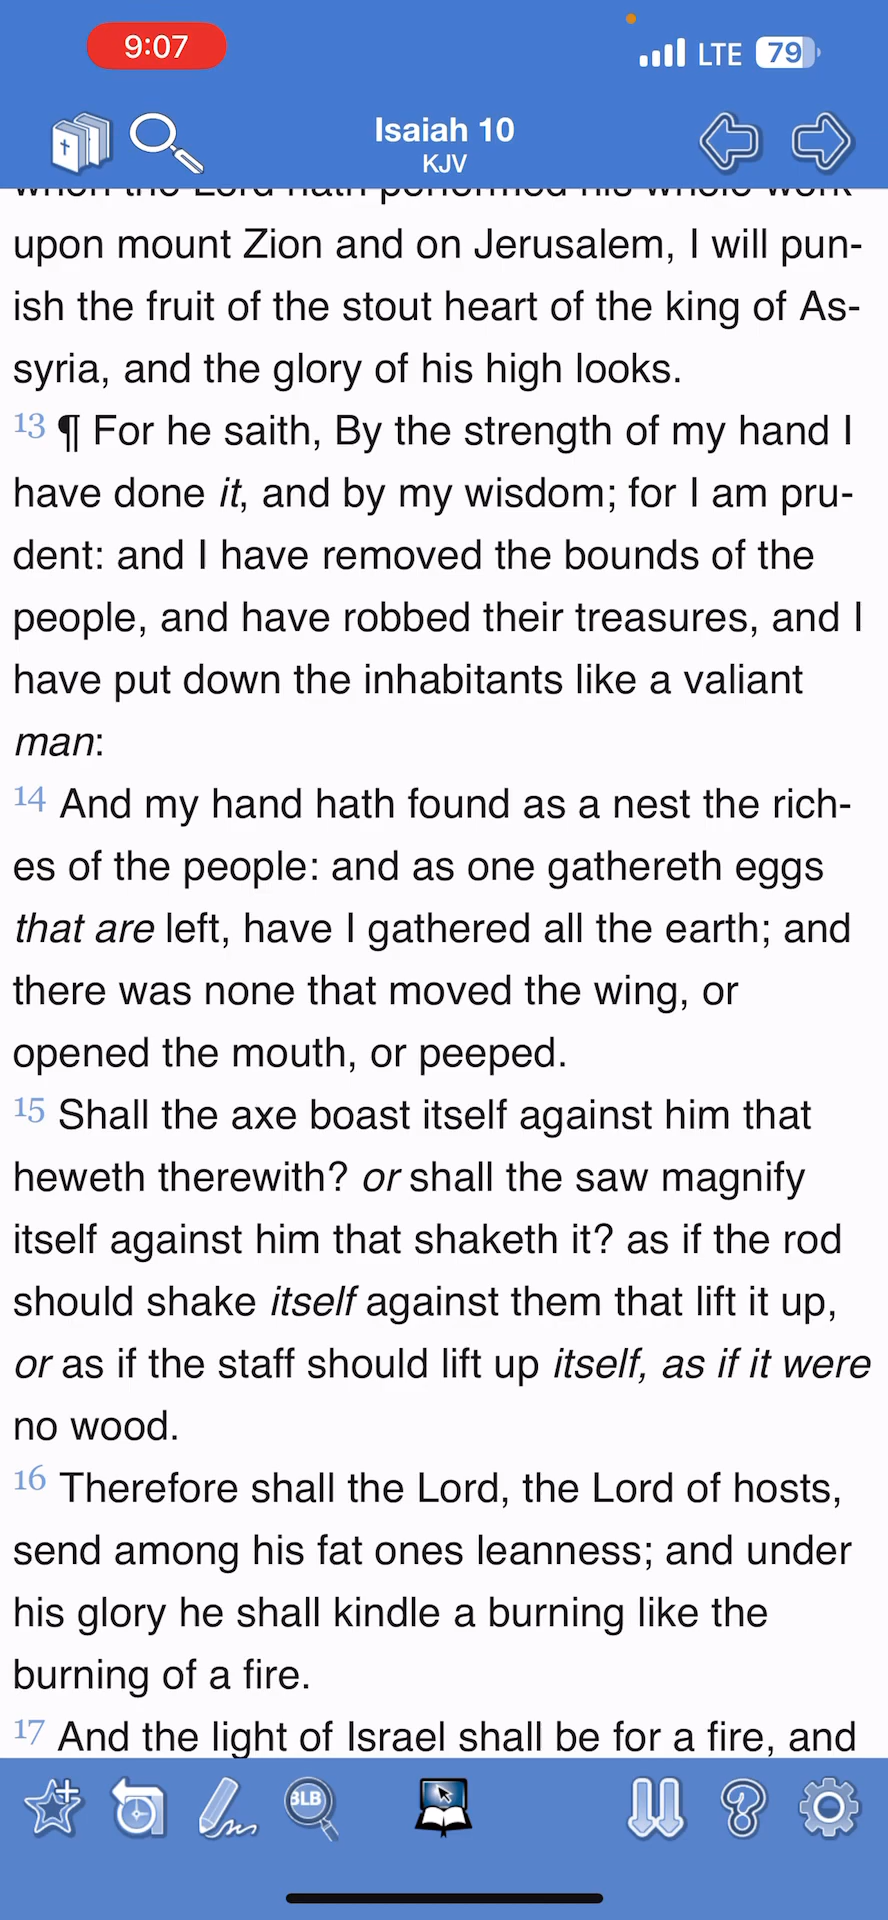 9:07
LTE 79
Isaiah 10
KJV
when the Lord hath performed his whole work
upon mount Zion and on Jerusalem, I will pun-
ish the fruit of the stout heart of the king of As-
syria, and the glory of his high looks.
13 ¶ For he saith, By the strength of my hand I
have done it, and by my wisdom; for I am pru-
dent: and I have removed the bounds of the
people, and have robbed their treasures, and I
have put down the inhabitants like a valiant
man:
14 And my hand hath found as a nest the rich-
es of the people: and as one gathereth eggs
that are left, have I gathered all the earth; and
there was none that moved the wing, or
opened the mouth, or peeped.
15 Shall the axe boast itself against him that
heweth therewith? or shall the saw magnify
itself against him that shaketh it? as if the rod
should shake itself against them that lift it up,
or as if the staff should lift up itself, as if it were
no wood.
16 Therefore shall the Lord, the Lord of hosts,
send among his fat ones leanness; and under
his glory he shall kindle a burning like the
burning of a fire.
17 And the light of Israel shall be for a fire, and
BLB